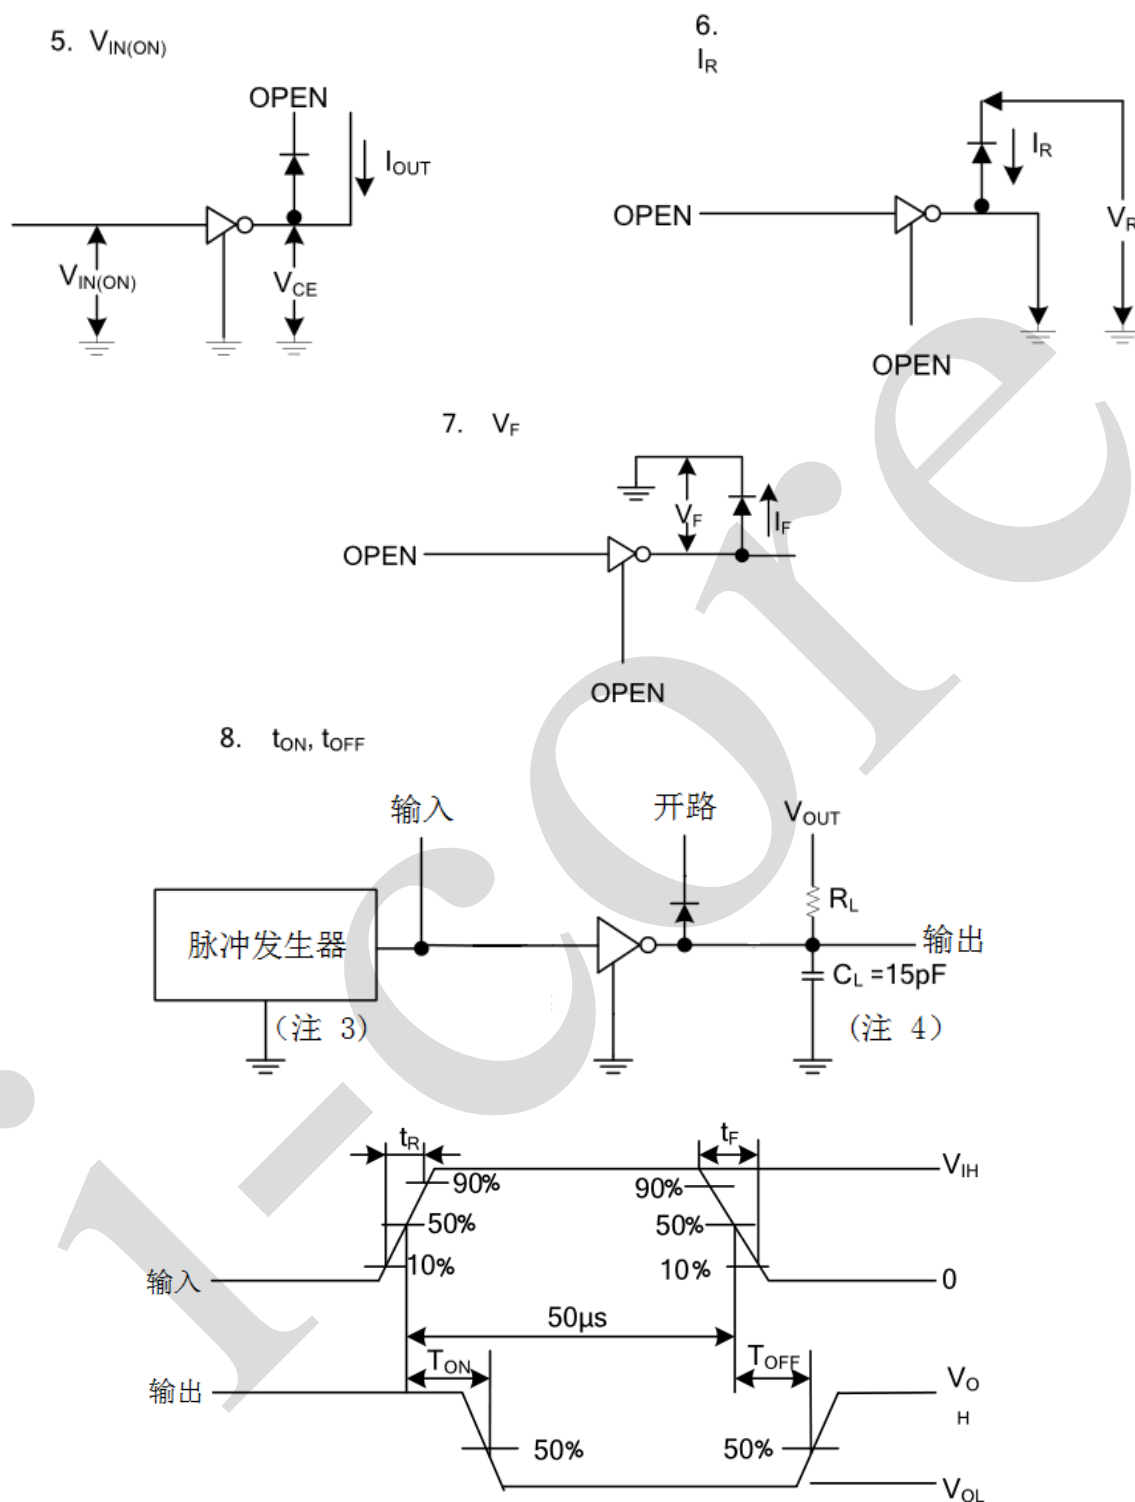 5. VIN(ON)
6.
IR
OPEN
IOUT
VIN(ON)
VCE
OPEN
IR
VR
OPEN
7. VF
OPEN
VF
IF
OPEN
8. tON, tOFF
输入
开路
VOUT
脉冲发生器
RL
输出
CL =15pF
（注 3）
（注 4）
tR
tF
VIH
90%
90%
50%
50%
10%
10%
输入
0
50μs
TON
TOFF
输出
VO
H
50%
50%
VOL
i-core